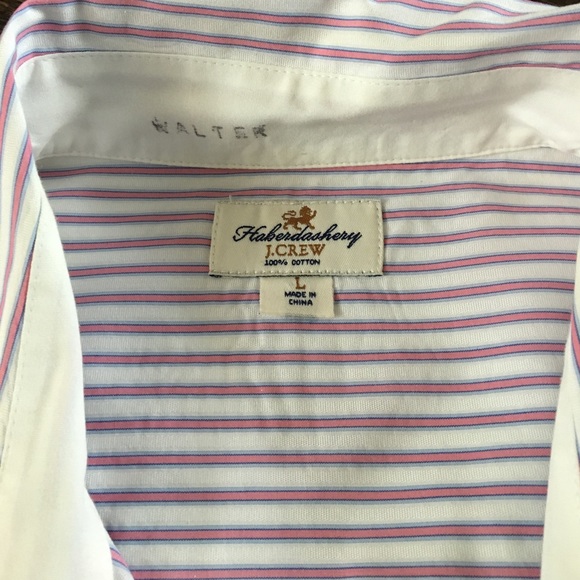 WALTER
Haberdashery
J.CREW
100% COTTON
L
MADE IN
CHINA